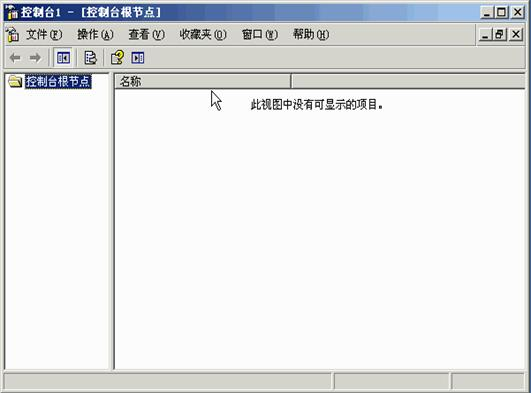 控制台1 - [控制台根节点]
文件(F) 操作(A) 查看(V) 收藏夹(O) 窗口(W) 帮助(H)
控制台根节点
名称
此视图中没有可显示的项目。